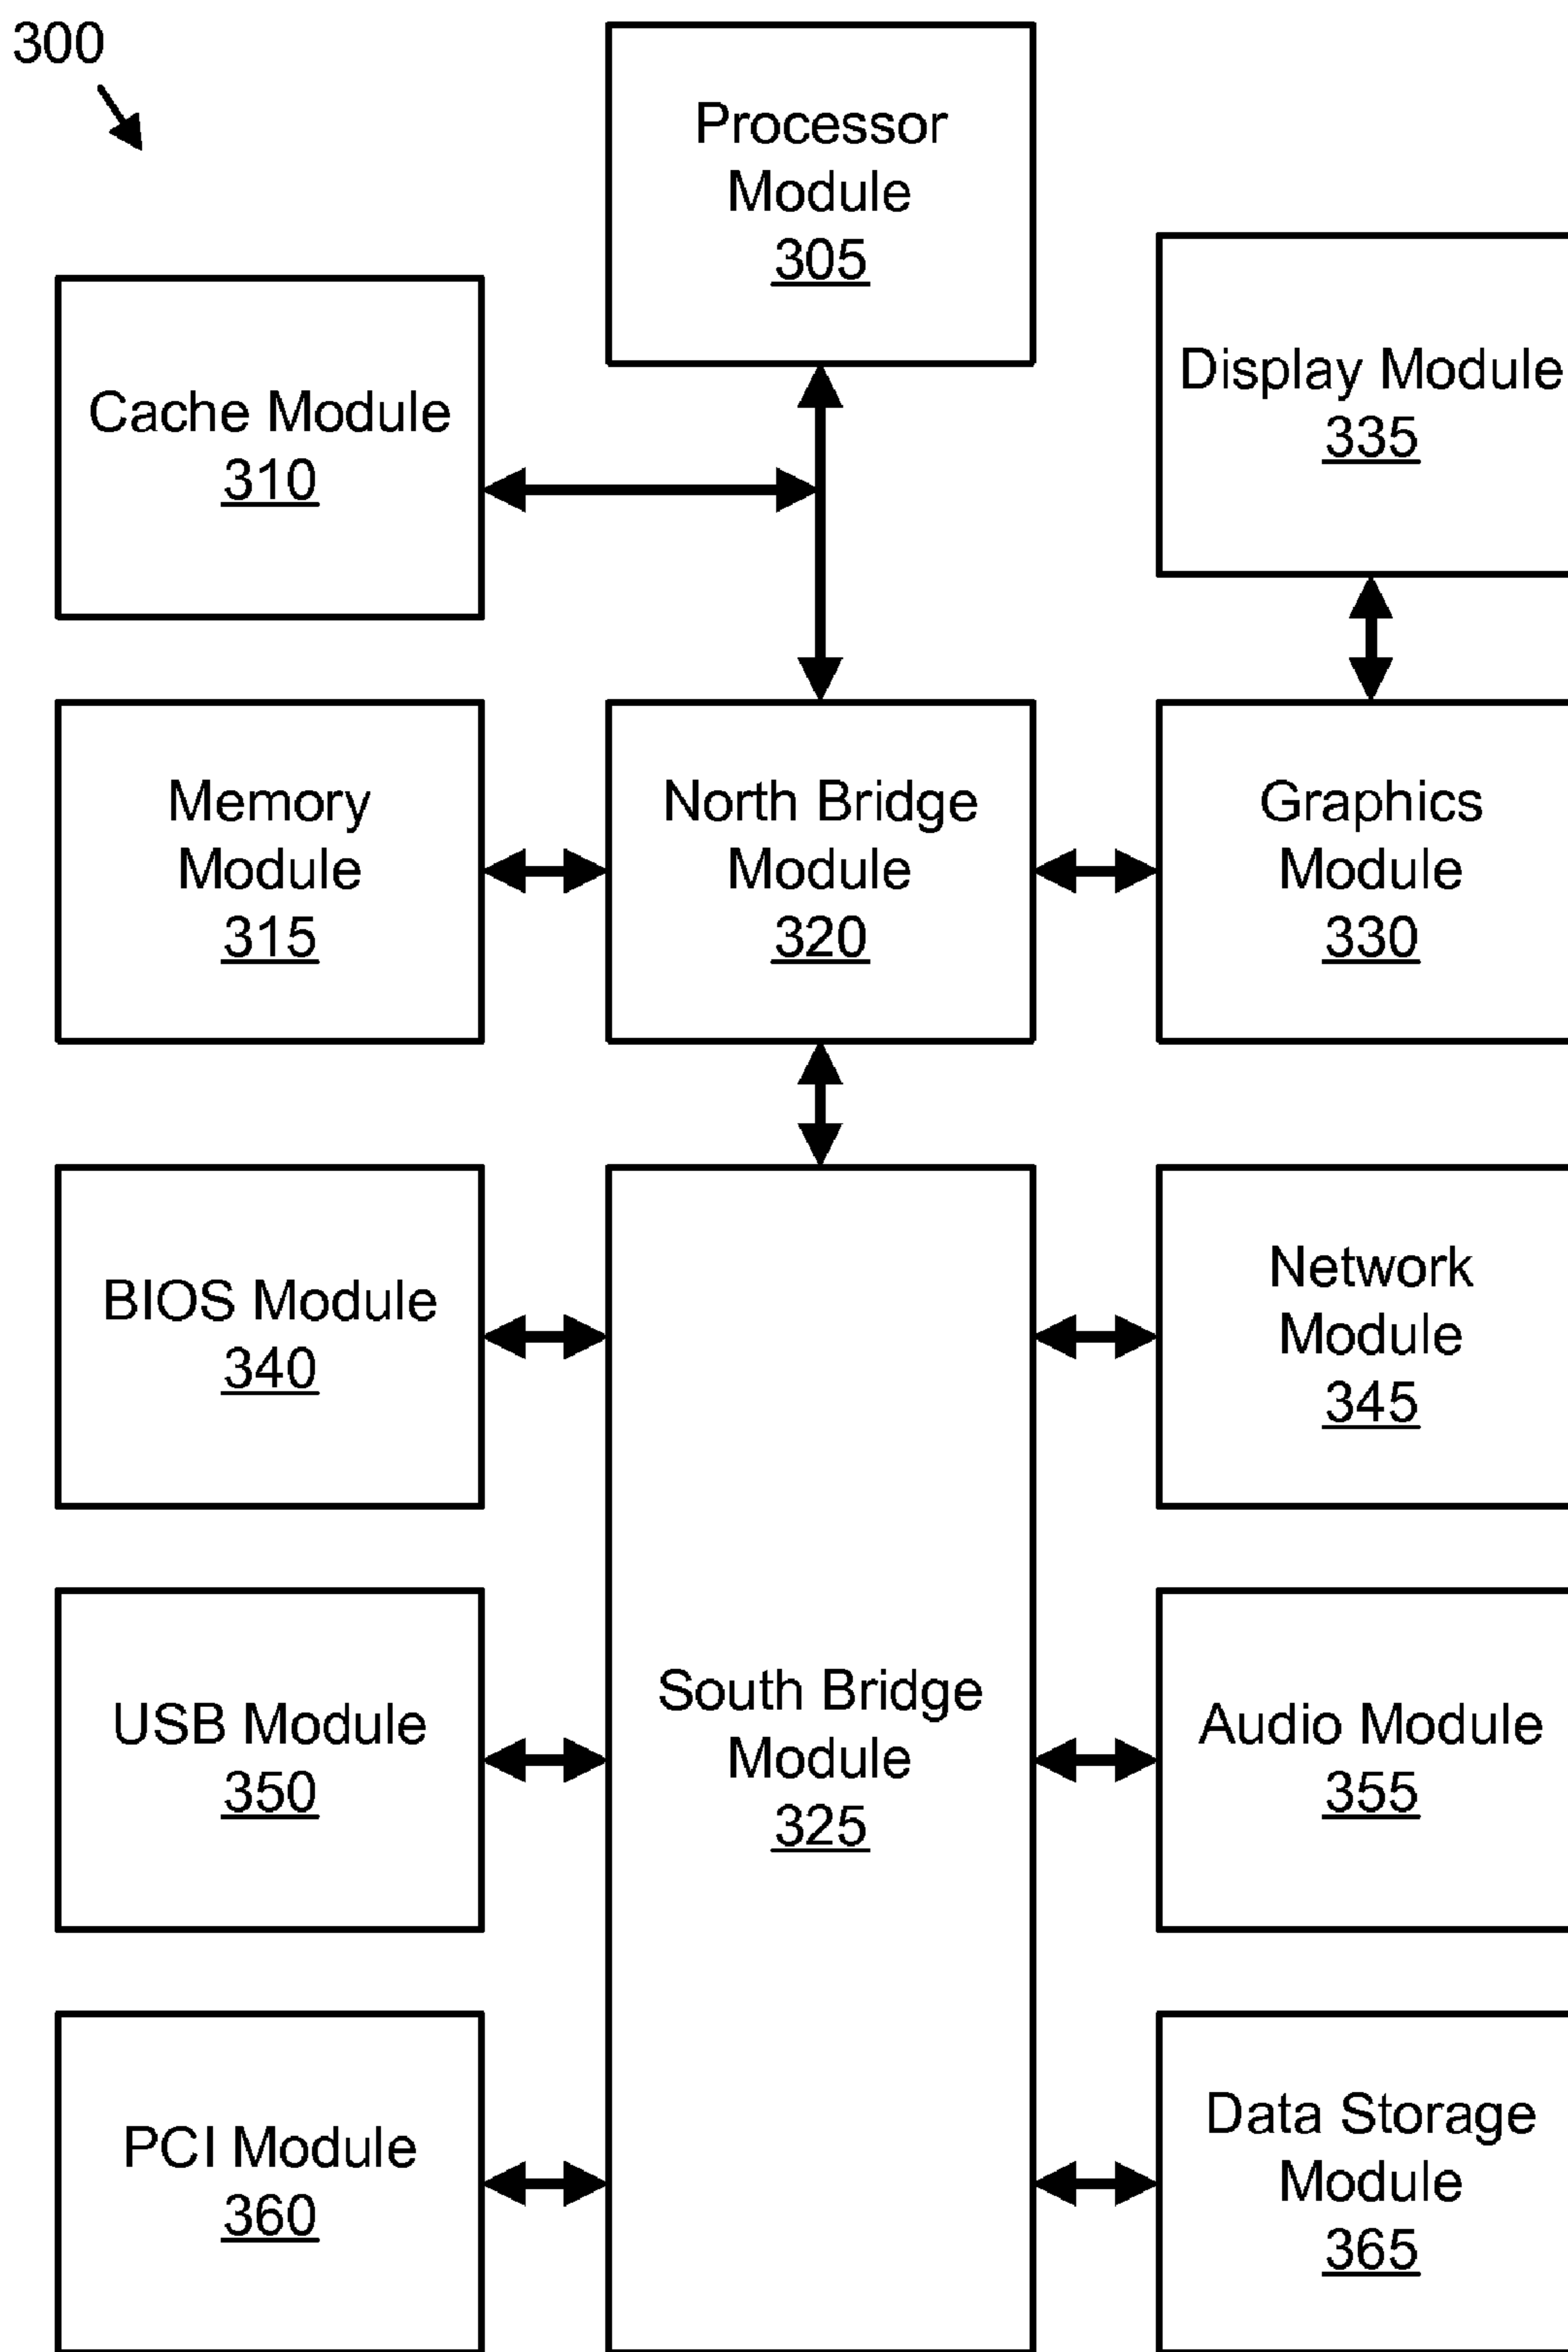 300
Processor
Module
305
Cache Module
310
Display Module
335
Memory
Module
315
North Bridge
Module
320
Graphics
Module
330
BIOS Module
340
Network
Module
345
USB Module
350
South Bridge
Module
325
Audio Module
355
PCI Module
360
Data Storage
Module
365